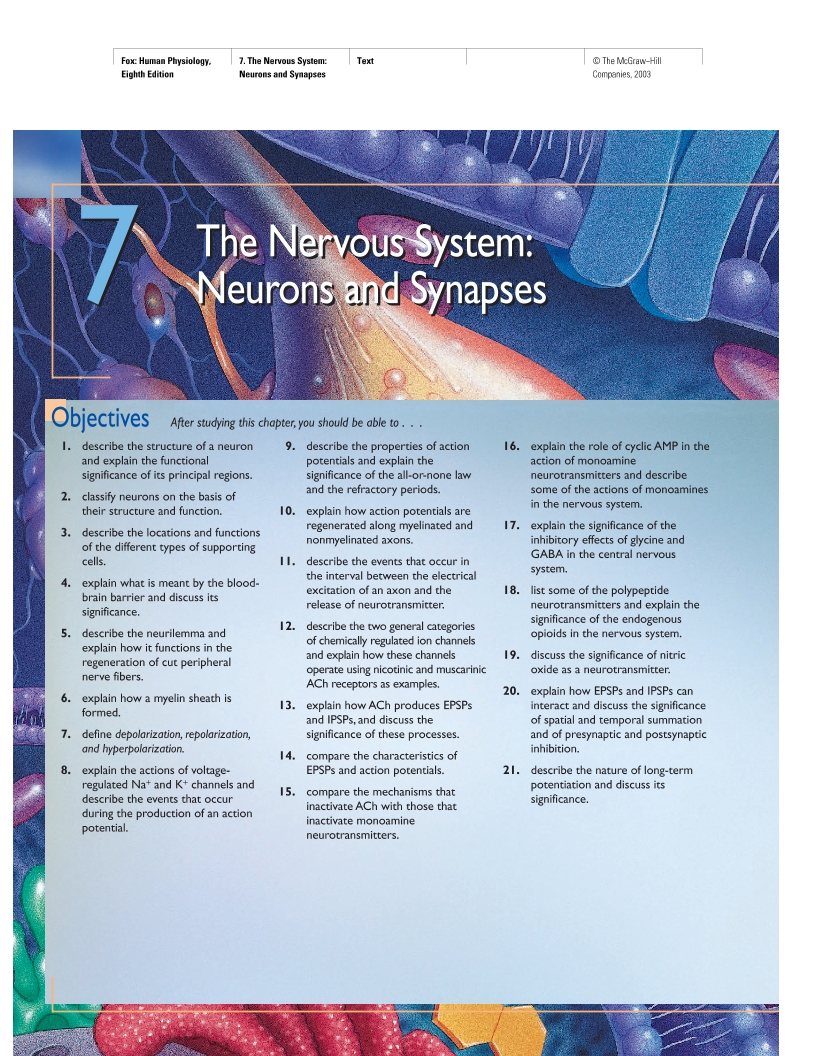 Fox: Human Physiology,
Eighth Edition
7. The Nervous System:
Neurons and Synapses
Text
© The McGraw−Hill
Companies, 2003
7
The Nervous System:
Neurons and Synapses
Objectives After studying this chapter, you should be able to . . .
1. describe the structure of a neuron
and explain the functional
significance of its principal regions.
2. classify neurons on the basis of
their structure and function.
3. describe the locations and functions
of the different types of supporting
cells.
4. explain what is meant by the blood-
brain barrier and discuss its
significance.
5. describe the neurilemma and
explain how it functions in the
regeneration of cut peripheral
nerve fibers.
6. explain how a myelin sheath is
formed.
7. define depolarization, repolarization,
and hyperpolarization.
8. explain the actions of voltage-
regulated Na⁺ and K⁺ channels and
describe the events that occur
during the production of an action
potential.
9. describe the properties of action
potentials and explain the
significance of the all-or-none law
and the refractory periods.
10. explain how action potentials are
regenerated along myelinated and
nonmyelinated axons.
11. describe the events that occur in
the interval between the electrical
excitation of an axon and the
release of neurotransmitter.
12. describe the two general categories
of chemically regulated ion channels
and explain how these channels
operate using nicotinic and muscarinic
ACh receptors as examples.
13. explain how ACh produces EPSPs
and IPSPs, and discuss the
significance of these processes.
14. compare the characteristics of
EPSPs and action potentials.
15. compare the mechanisms that
inactivate ACh with those that
inactivate monoamine
neurotransmitters.
16. explain the role of cyclic AMP in the
action of monoamine
neurotransmitters and describe
some of the actions of monoamines
in the nervous system.
17. explain the significance of the
inhibitory effects of glycine and
GABA in the central nervous
system.
18. list some of the polypeptide
neurotransmitters and explain the
significance of the endogenous
opioids in the nervous system.
19. discuss the significance of nitric
oxide as a neurotransmitter.
20. explain how EPSPs and IPSPs can
interact and discuss the significance
of spatial and temporal summation
and of presynaptic and postsynaptic
inhibition.
21. describe the nature of long-term
potentiation and discuss its
significance.